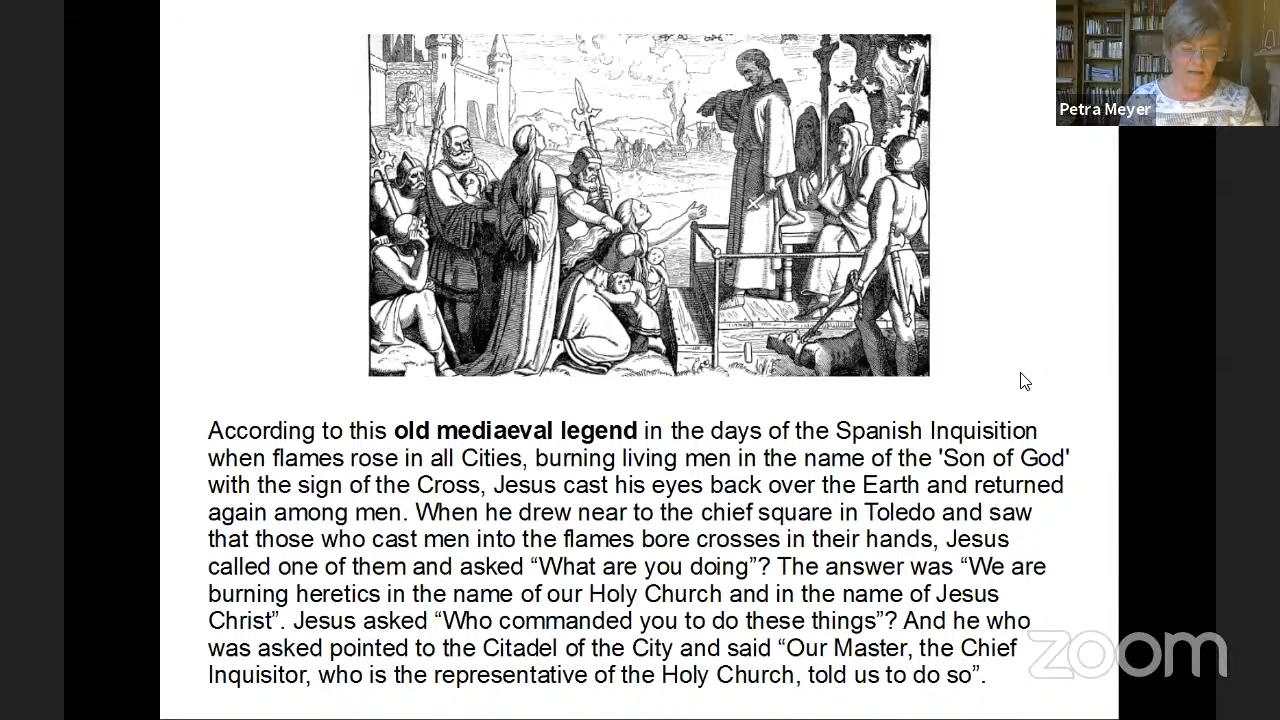 Petra Meyer
According to this old mediaeval legend in the days of the Spanish Inquisition
when flames rose in all Cities, burning living men in the name of the 'Son of God'
with the sign of the Cross, Jesus cast his eyes back over the Earth and returned
again among men. When he drew near to the chief square in Toledo and saw
that those who cast men into the flames bore crosses in their hands, Jesus
called one of them and asked “What are you doing”? The answer was “We are
burning heretics in the name of our Holy Church and in the name of Jesus
Christ”. Jesus asked “Who commanded you to do these things”? And he who
was asked pointed to the Citadel of the City and said “Our Master, the Chief
Inquisitor, who is the representative of the Holy Church, told us to do so”.
zoom